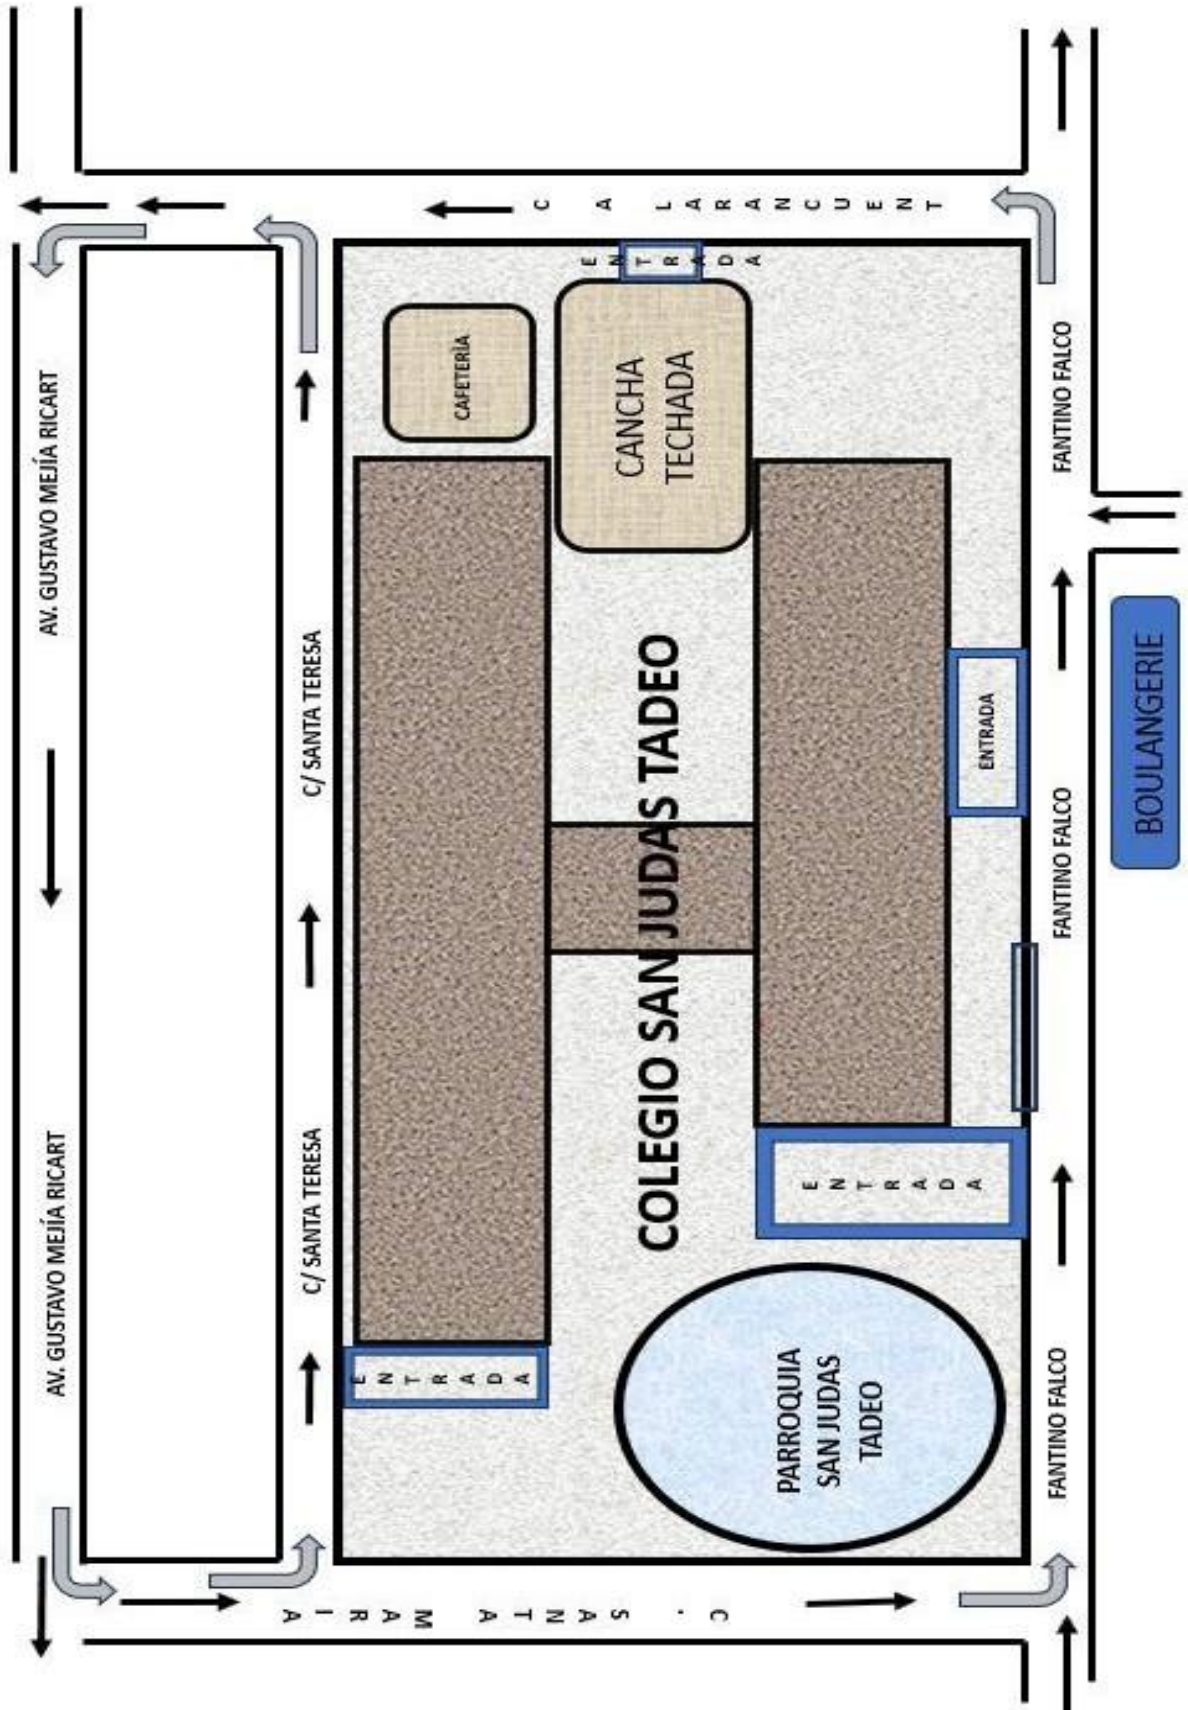 AV. GUSTAVO MEJÍA RICART
AV. GUSTAVO MEJÍA RICART
C/ SANTA TERESA
C/ SANTA TERESA
C. SANTA MARIA
ENTRADA
CAFETERÍA
CANCHA
TECHADA
ENTRADA
C A LARANCUENT
COLEGIO SAN JUDAS TADEO
PARROQUIA
SAN JUDAS
TADEO
ENTRADA
ENTRADA
FANTINO FALCO
FANTINO FALCO
FANTINO FALCO
BOULANGERIE